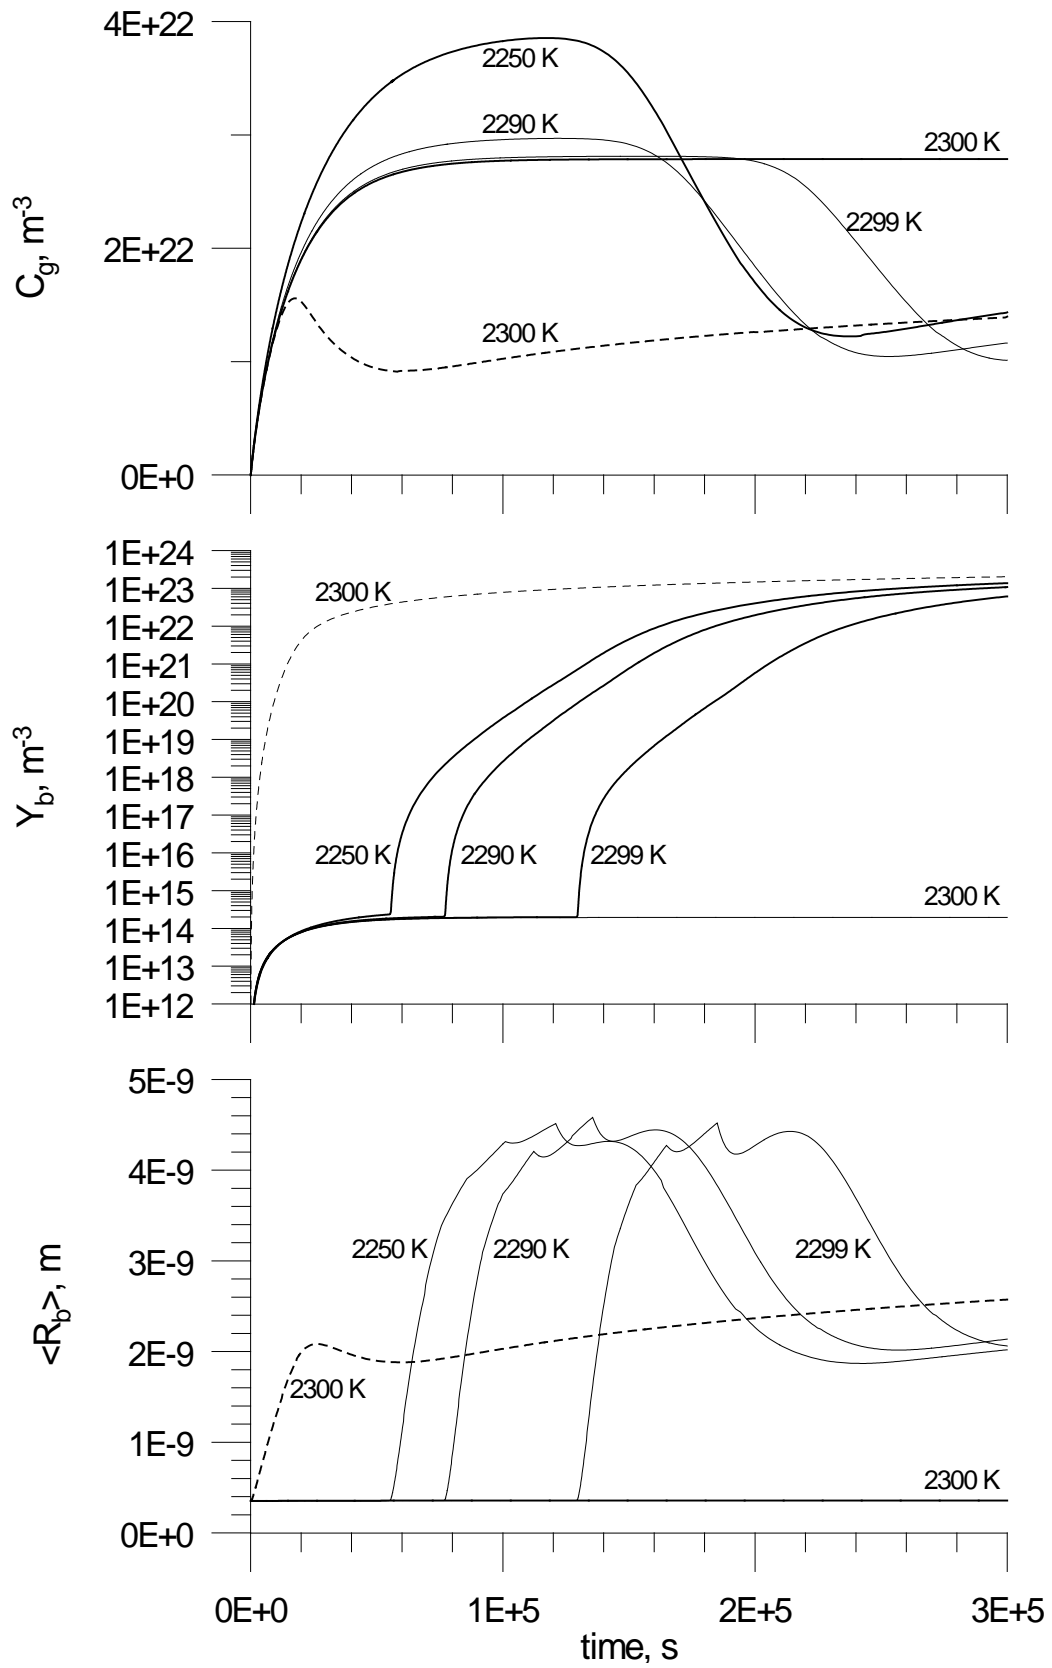 4E+22
2E+22
0E+0
C_g, m^-3
2250 K
2290 K
2300 K
2299 K
2300 K
1E+24
1E+23
1E+22
1E+21
1E+20
1E+19
1E+18
1E+17
1E+16
1E+15
1E+14
1E+13
1E+12
Y_b, m^-3
2300 K
2250 K
2290 K
2299 K
2300 K
5E-9
4E-9
3E-9
2E-9
1E-9
0E+0
<R_b>, m
2250 K
2290 K
2299 K
2300 K
2300 K
0E+0
1E+5
2E+5
3E+5
time, s